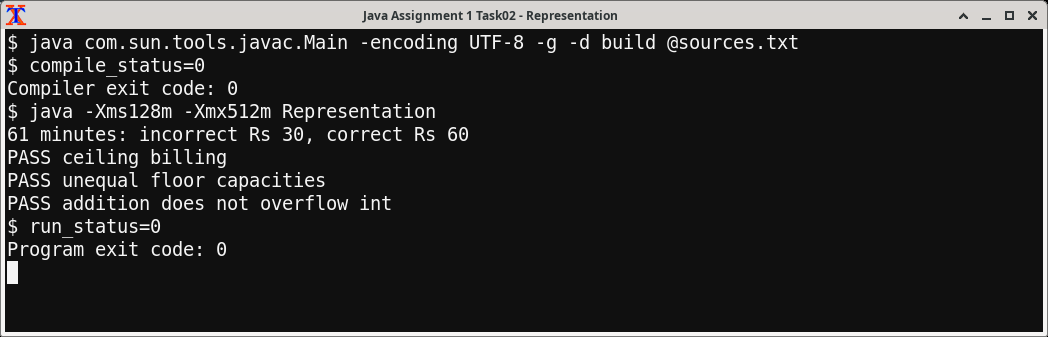 Java Assignment 1 Task02 - Representation
$ java com.sun.tools.javac.Main -encoding UTF-8 -g -d build @sources.txt
$ compile_status=0
Compiler exit code: 0
$ java -Xms128m -Xmx512m Representation
61 minutes: incorrect Rs 30, correct Rs 60
PASS ceiling billing
PASS unequal floor capacities
PASS addition does not overflow int
$ run_status=0
Program exit code: 0